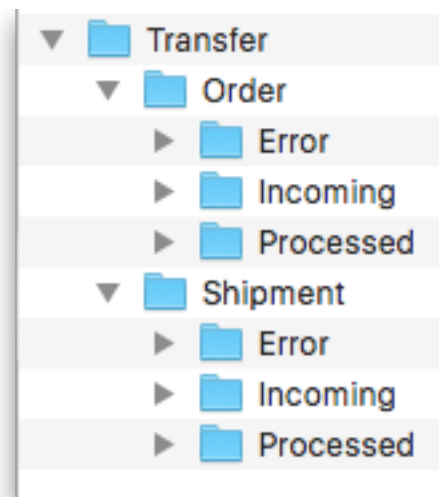 Transfer
Order
Error
Incoming
Processed
Shipment
Error
Incoming
Processed